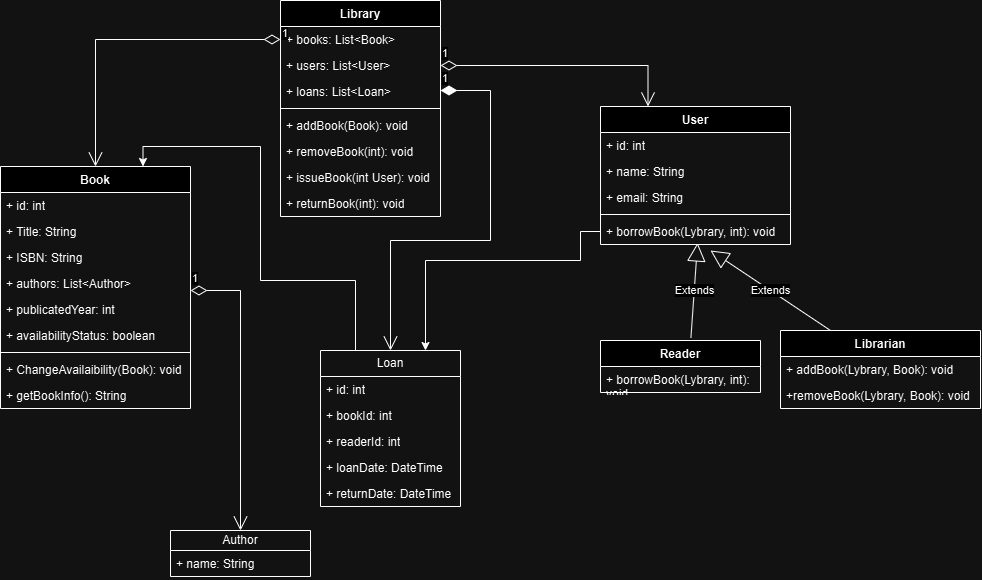 Library
1
+ books: List<Book>
+ users: List<User>
+ loans: List<Loan>
+ addBook(Book): void
+ removeBook(int): void
+ issueBook(int User): void
+ returnBook(int): void
1
1
User
+ id: int
+ name: String
+ email: String
+ borrowBook(Lybrary, int): void
Book
+ id: int
+ Title: String
+ ISBN: String
+ authors: List<Author>
+ publicatedYear: int
+ availabilityStatus: boolean
+ ChangeAvailaibility(Book): void
+ getBookInfo(): String
1
Extends
Extends
Loan
+ id: int
+ bookId: int
+ readerId: int
+ loanDate: DateTime
+ returnDate: DateTime
Reader
+ borrowBook(Lybrary, int):
void
Librarian
+ addBook(Lybrary, Book): void
+removeBook(Lybrary, Book): void
Author
+ name: String